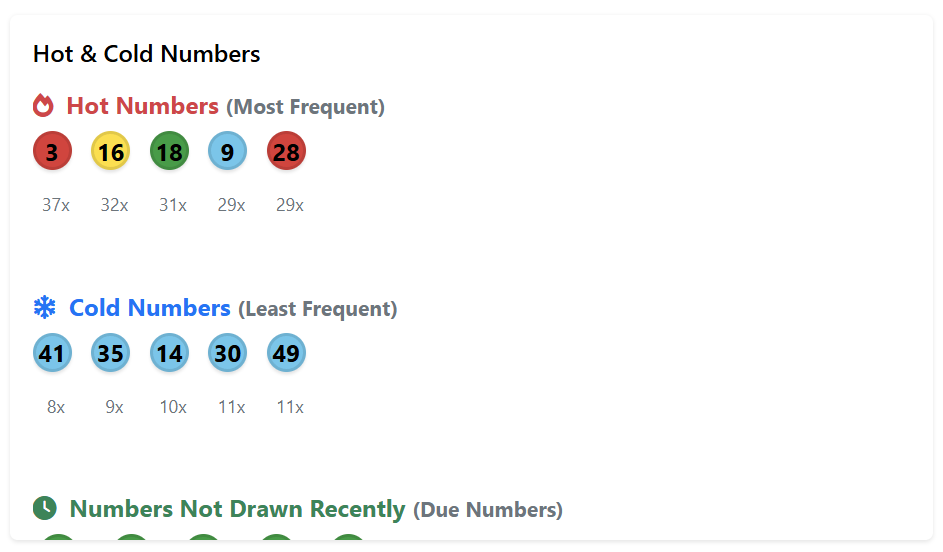 Hot & Cold Numbers
Hot Numbers (Most Frequent)
3 16 18 9 28
37x 32x 31x 29x 29x
Cold Numbers (Least Frequent)
41 35 14 30 49
8x 9x 10x 11x 11x
Numbers Not Drawn Recently (Due Numbers)